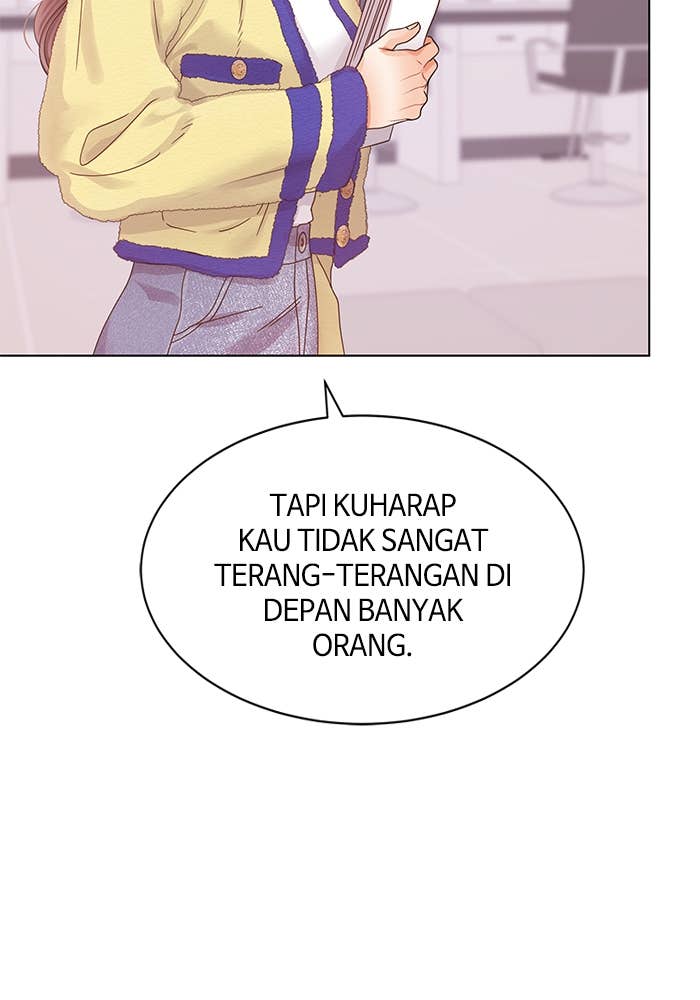 TAPI KUHARAP
KAU TIDAK SANGAT
TERANG-TERANGAN DI
DEPAN BANYAK
ORANG.